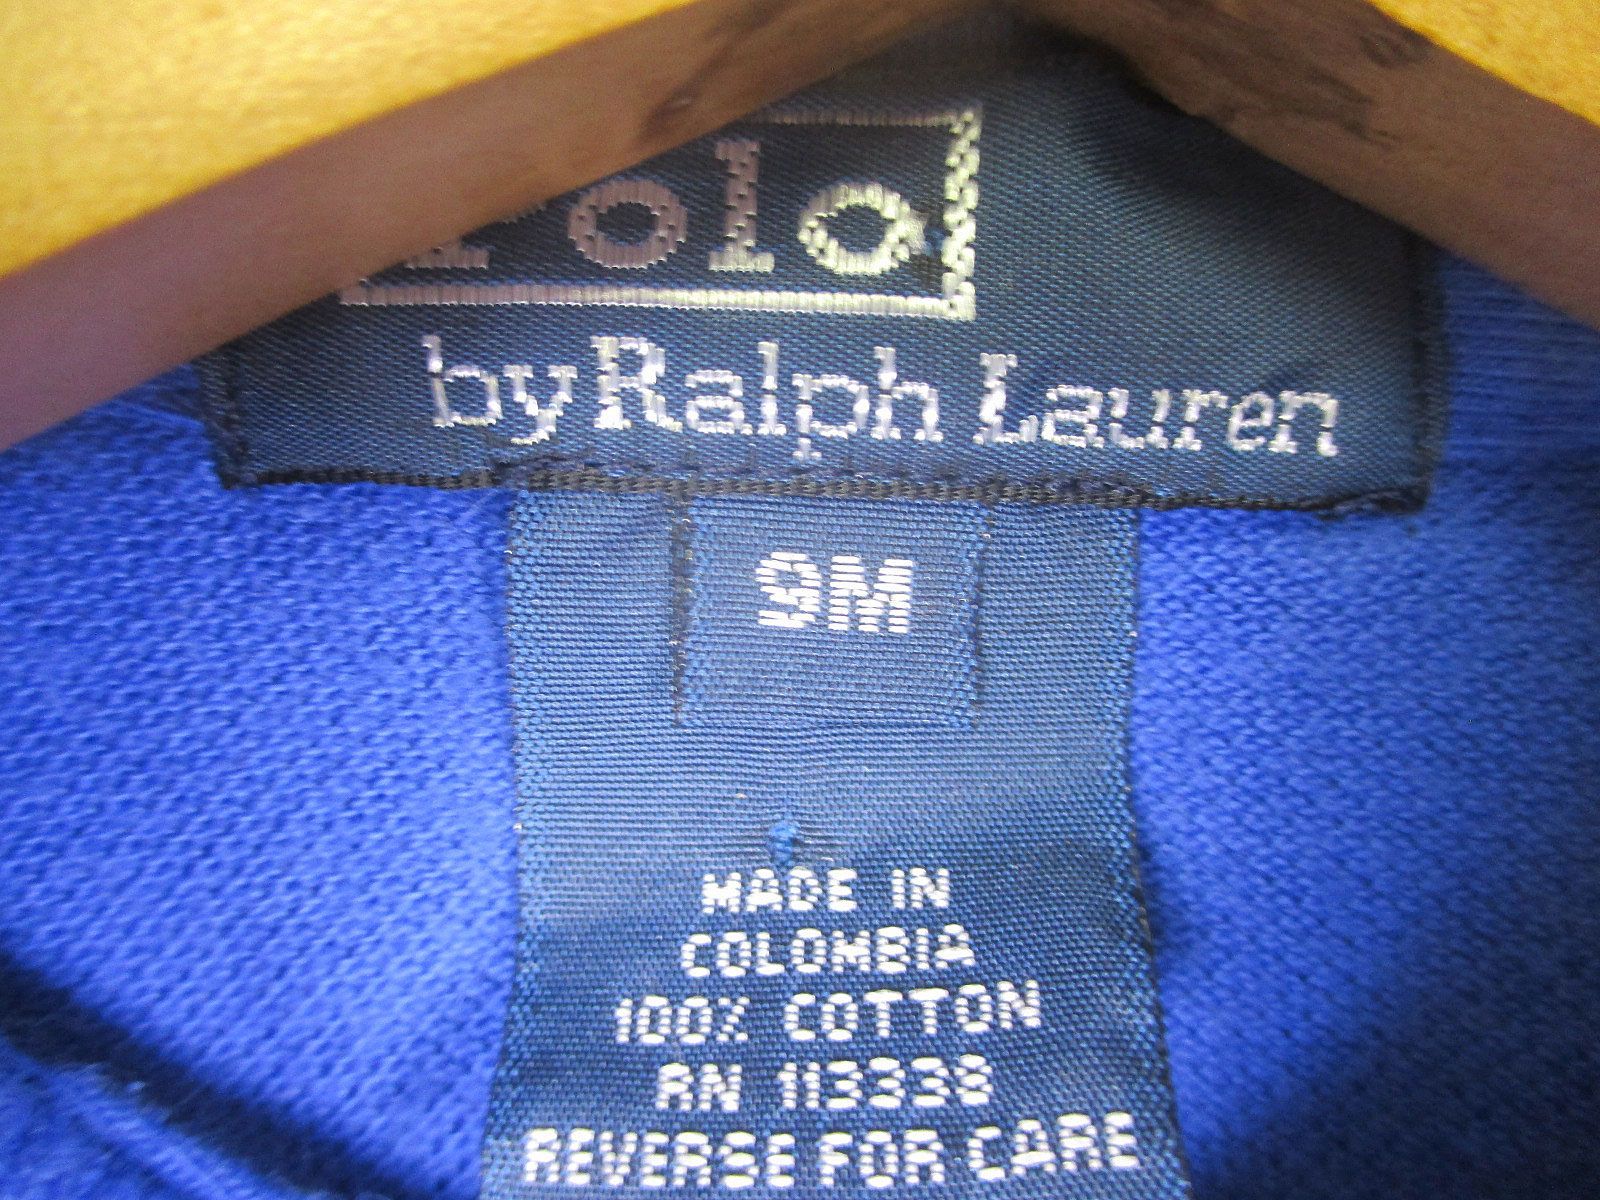 Polo
by Ralph Lauren
9M
MADE IN
COLOMBIA
100% COTTON
RN 113338
REVERSE FOR CARE